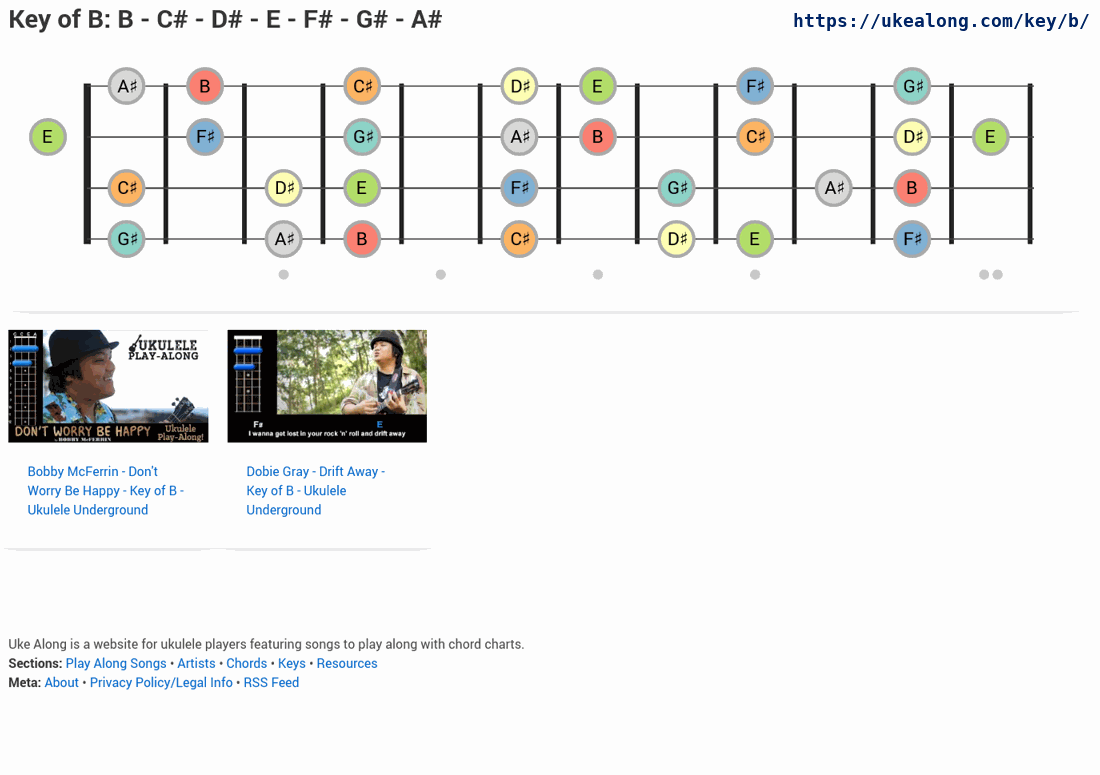 Key of B: B - C# - D# - E - F# - G# - A#
https://ukealong.com/key/b/
A♯ B C♯ D♯ E F♯ G♯
E F♯ G♯ A♯ B C♯ D♯ E
C♯ D♯ E F♯ G♯ A♯ B
G♯ A♯ B C♯ D♯ E F♯
G C E A
UKULELE
PLAY-ALONG
DON'T WORRY BE HAPPY
BY BOBBY MCFERRIN
Ukulele
Play-Along!
F# E
I wanna get lost in your rock 'n' roll and drift away
Bobby McFerrin - Don't
Worry Be Happy - Key of B -
Ukulele Underground
Dobie Gray - Drift Away -
Key of B - Ukulele
Underground
Uke Along is a website for ukulele players featuring songs to play along with chord charts.
Sections: Play Along Songs • Artists • Chords • Keys • Resources
Meta: About • Privacy Policy/Legal Info • RSS Feed